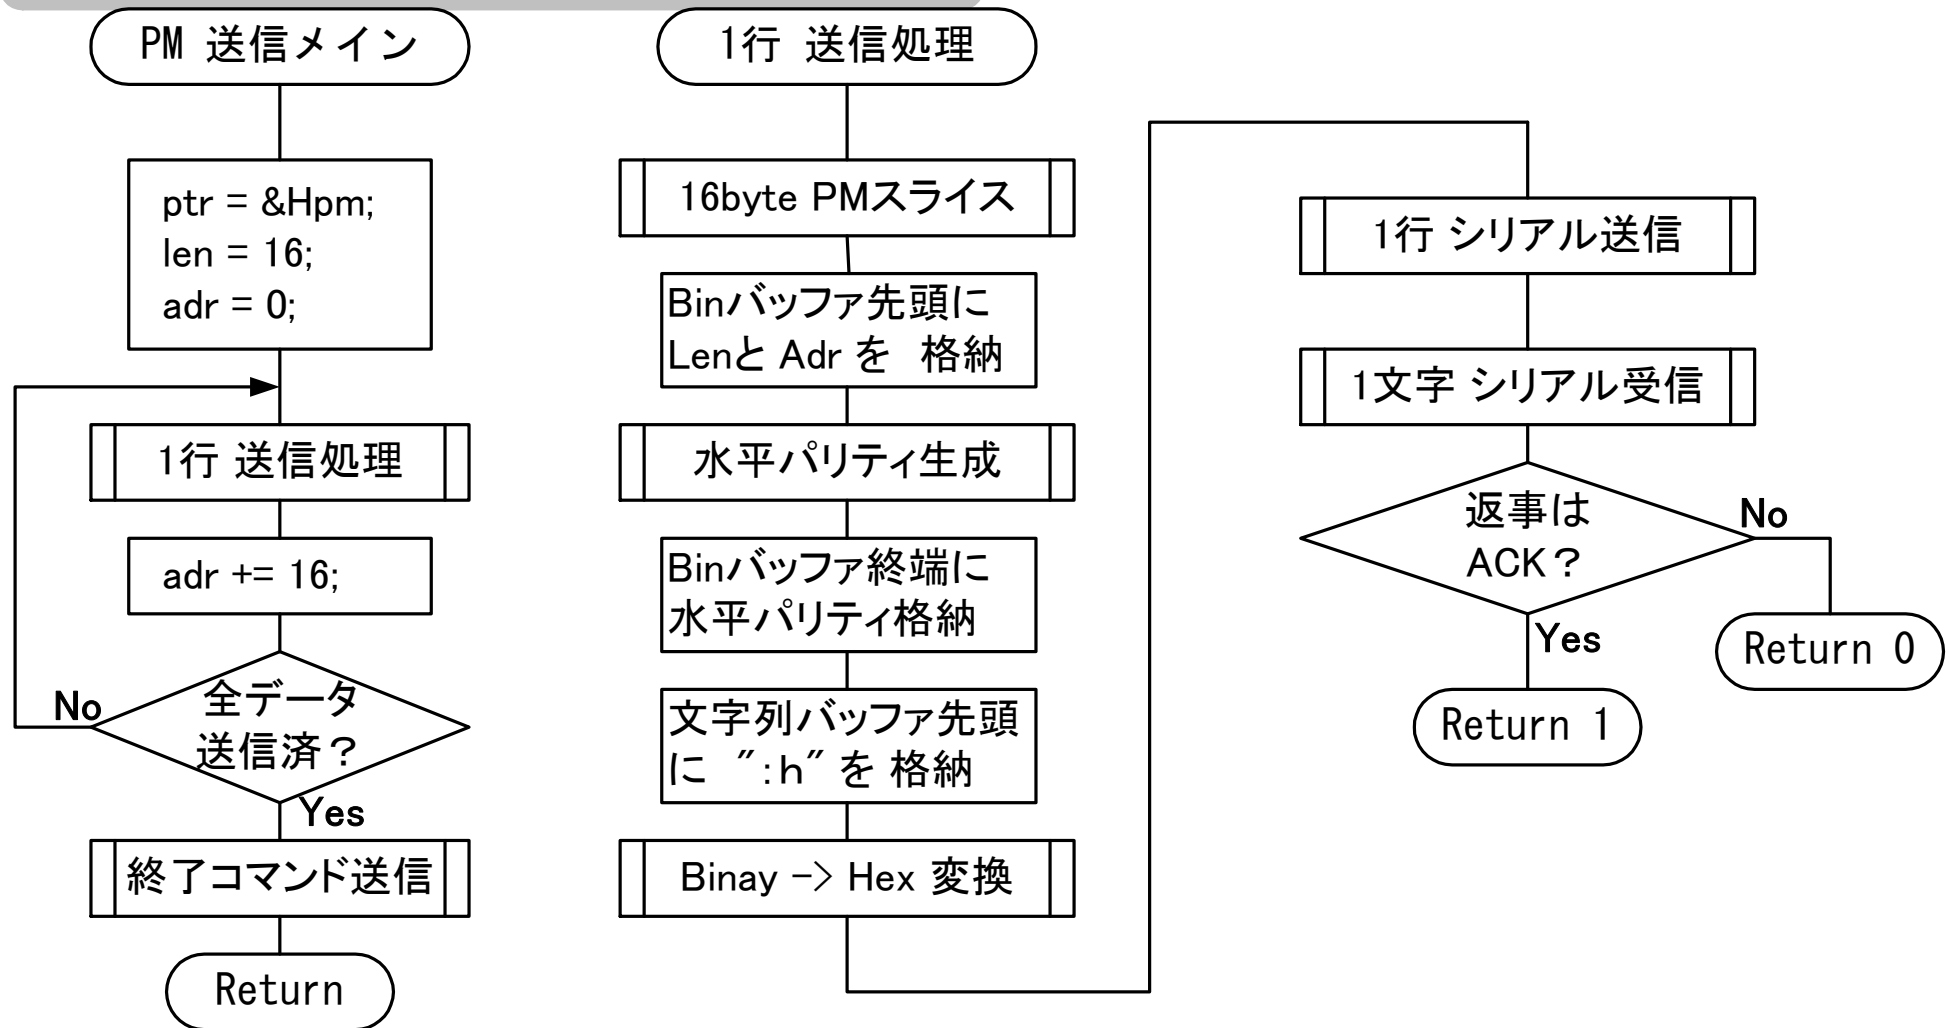 PM 送信メイン
ptr = &Hpm;
len = 16;
adr = 0;
1行 送信処理
adr += 16;
全データ
送信済？
No
Yes
終了コマンド送信
Return
1行 送信処理
16byte PMスライス
Binバッファ先頭に
Lenと Adr を 格納
水平パリティ生成
Binバッファ終端に
水平パリティ格納
文字列バッファ先頭
に ":h" を 格納
Binay -> Hex 変換
1行 シリアル送信
1文字 シリアル受信
返事は
ACK？
No
Yes
Return 0
Return 1